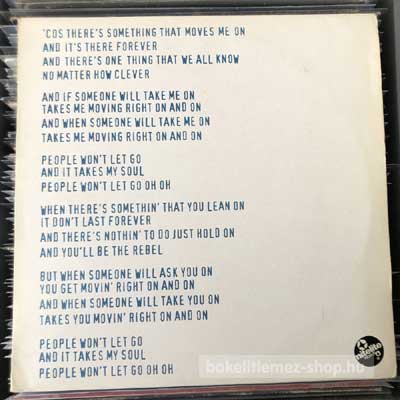 'COS THERE'S SOMETHING THAT MOVES ME ON
AND IT'S THERE FOREVER
AND THERE'S ONE THING THAT WE ALL KNOW
NO MATTER HOW CLEVER
AND IF SOMEONE WILL TAKE ME ON
TAKES ME MOVING RIGHT ON AND ON
AND WHEN SOMEONE WILL TAKE ME ON
TAKES ME MOVING RIGHT ON AND ON
PEOPLE WON'T LET GO
AND IT TAKES MY SOUL
PEOPLE WON'T LET GO OH OH
WHEN THERE'S SOMETHIN' THAT YOU LEAN ON
IT DON'T LAST FOREVER
AND THERE'S NOTHIN' TO DO JUST HOLD ON
AND YOU'LL BE THE REBEL
BUT WHEN SOMEONE WILL ASK YOU ON
YOU GET MOVIN' RIGHT ON AND ON
AND WHEN SOMEONE WILL TAKE YOU ON
TAKES YOU MOVIN' RIGHT ON AND ON
PEOPLE WON'T LET GO
AND IT TAKES MY SOUL
PEOPLE WON'T LET GO OH OH
nitelite
bakelitlemez-shop.hu